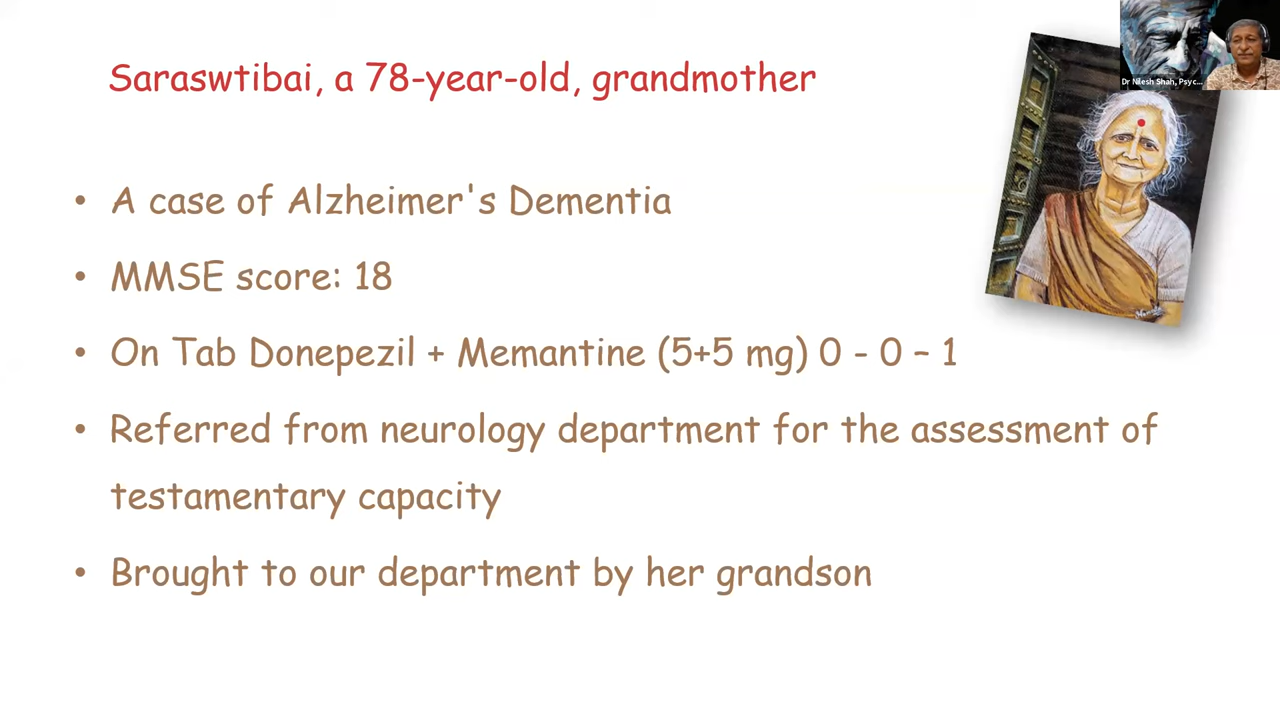 Saraswtibai, a 78-year-old, grandmother
Dr Nilesh Shah, Psyc...
• A case of Alzheimer's Dementia
• MMSE score: 18
• On Tab Donepezil + Memantine (5+5 mg) 0 - 0 – 1
• Referred from neurology department for the assessment of
testamentary capacity
• Brought to our department by her grandson